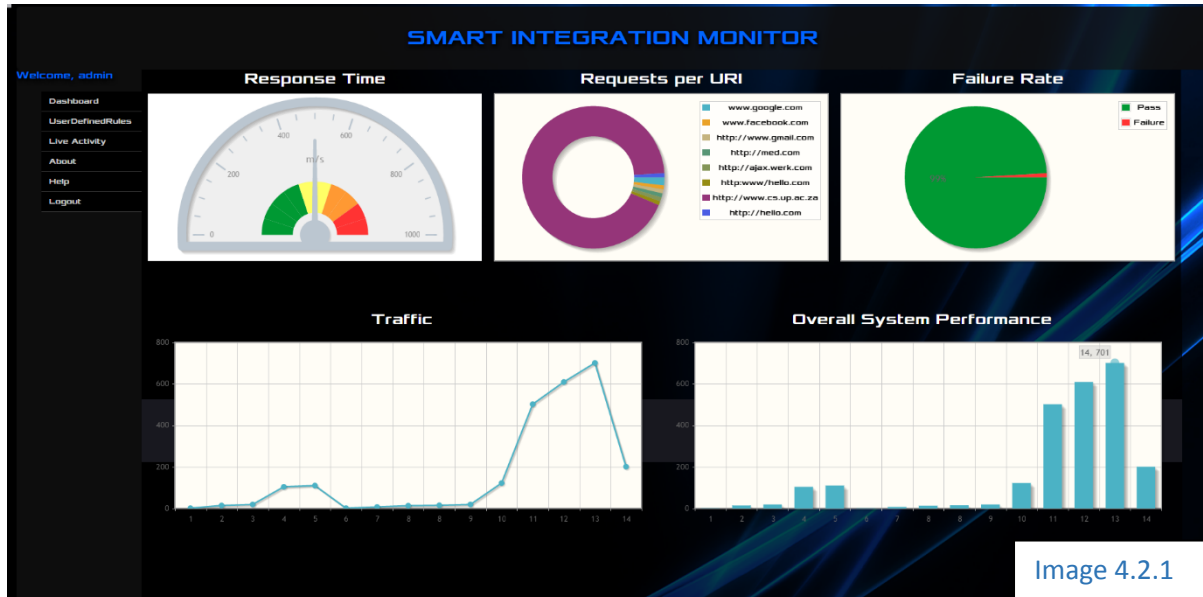 SMART INTEGRATION MONITOR
Welcome, admin
Dashboard
UserDefinedRules
Live Activity
About
Help
Logout
Response Time
0
200
400
600
800
1000
m/s
Requests per URI
www.google.com
www.facebook.com
http://www.gmail.com
http://med.com
http://ajax.werk.com
http:www/hello.com
http://www.cs.up.ac.za
http://hello.com
Failure Rate
Pass
Failure
Traffic
800
600
400
200
0
1 2 3 4 5 6 7 8 8 9 10 11 12 13 14
Overall System Performance
14, 701
800
600
400
200
0
1 2 3 4 5 6 7 8 8 9 10 11 12 13 14
Image 4.2.1